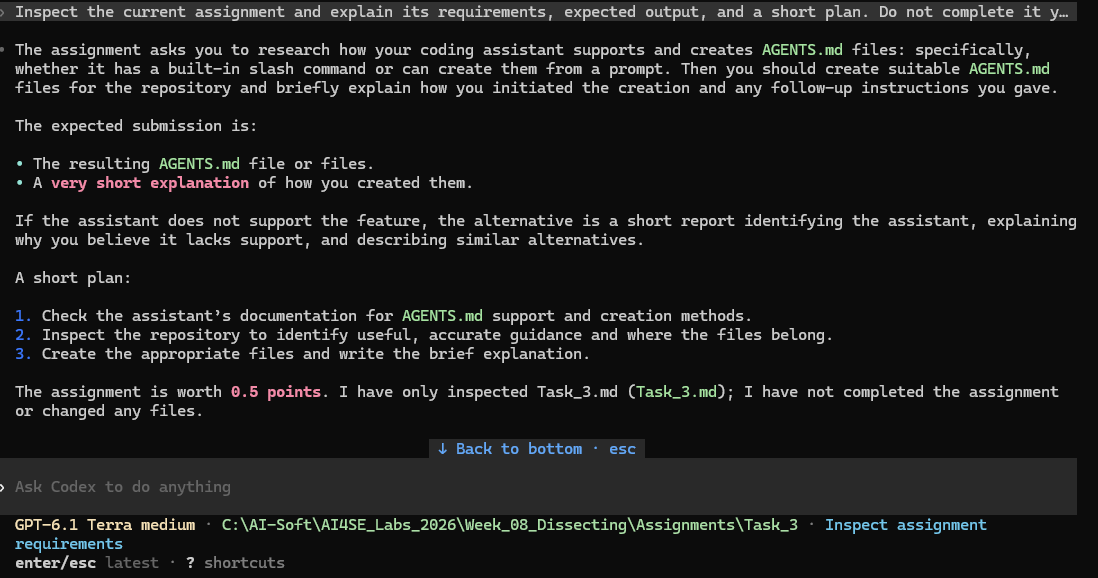 › Inspect the current assignment and explain its requirements, expected output, and a short plan. Do not complete it y…
• The assignment asks you to research how your coding assistant supports and creates AGENTS.md files: specifically,
whether it has a built-in slash command or can create them from a prompt. Then you should create suitable AGENTS.md
files for the repository and briefly explain how you initiated the creation and any follow-up instructions you gave.
The expected submission is:
• The resulting AGENTS.md file or files.
• A very short explanation of how you created them.
If the assistant does not support the feature, the alternative is a short report identifying the assistant, explaining
why you believe it lacks support, and describing similar alternatives.
A short plan:
1. Check the assistant’s documentation for AGENTS.md support and creation methods.
2. Inspect the repository to identify useful, accurate guidance and where the files belong.
3. Create the appropriate files and write the brief explanation.
The assignment is worth 0.5 points. I have only inspected Task_3.md (Task_3.md); I have not completed the assignment
or changed any files.
↓ Back to bottom · esc
› Ask Codex to do anything
GPT-6.1 Terra medium · C:\AI-Soft\AI4SE_Labs_2026\Week_08_Dissecting\Assignments\Task_3 · Inspect assignment
requirements
enter/esc latest · ? shortcuts